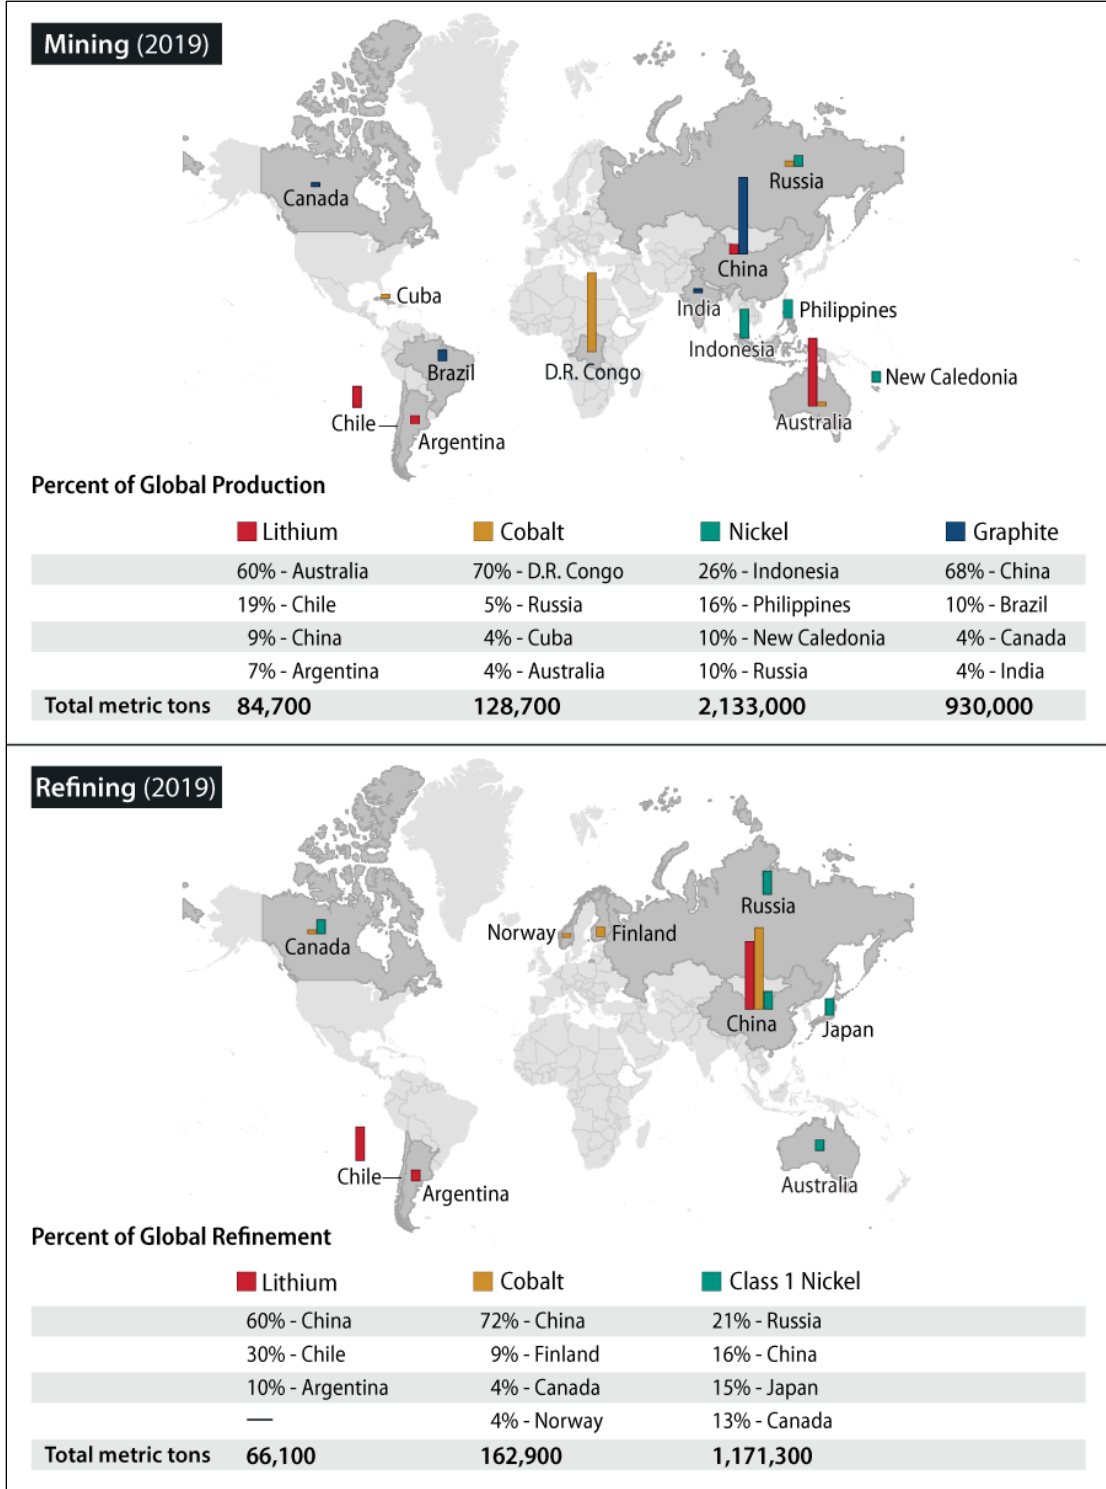 Mining (2019)
Canada
Russia
China
Cuba
India
Philippines
Indonesia
Brazil
D.R. Congo
New Caledonia
Chile
Australia
Argentina
Percent of Global Production
Lithium Cobalt Nickel Graphite
60% - Australia 70% - D.R. Congo 26% - Indonesia 68% - China
19% - Chile 5% - Russia 16% - Philippines 10% - Brazil
9% - China 4% - Cuba 10% - New Caledonia 4% - Canada
7% - Argentina 4% - Australia 10% - Russia 4% - India
Total metric tons 84,700 128,700 2,133,000 930,000
Refining (2019)
Russia
Norway
Finland
Canada
China
Japan
Chile
Australia
Argentina
Percent of Global Refinement
Lithium Cobalt Class 1 Nickel
60% - China 72% - China 21% - Russia
30% - Chile 9% - Finland 16% - China
10% - Argentina 4% - Canada 15% - Japan
— 4% - Norway 13% - Canada
Total metric tons 66,100 162,900 1,171,300